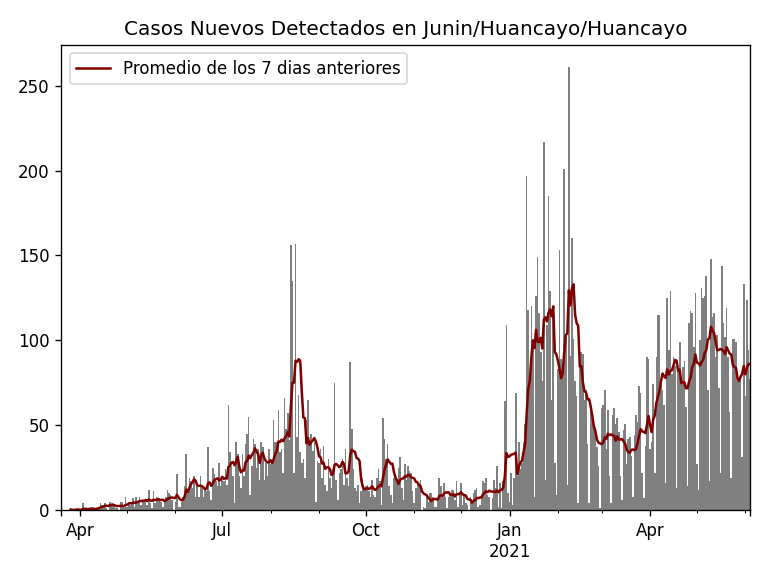 Casos Nuevos Detectados en Junin/Huancayo/Huancayo
Promedio de los 7 dias anteriores
250
200
150
100
50
0
Apr
Jul
Oct
Jan
2021
Apr